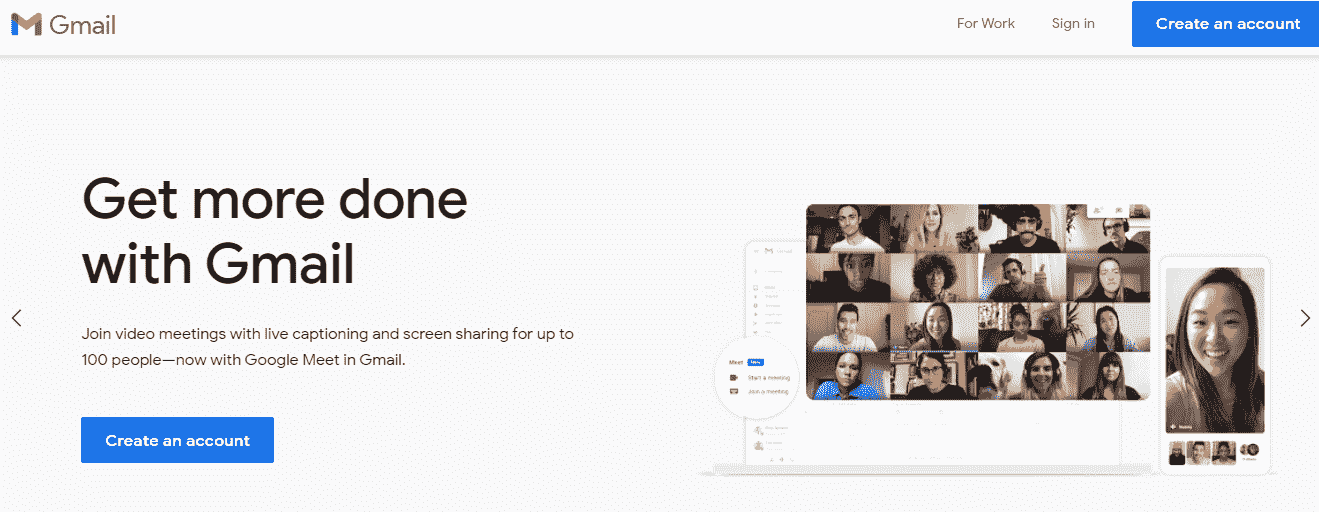 Gmail
For Work
Sign in
Create an account
Get more done
with Gmail
Join video meetings with live captioning and screen sharing for up to
100 people—now with Google Meet in Gmail.
Create an account
Meet
Start a meeting
Join a meeting